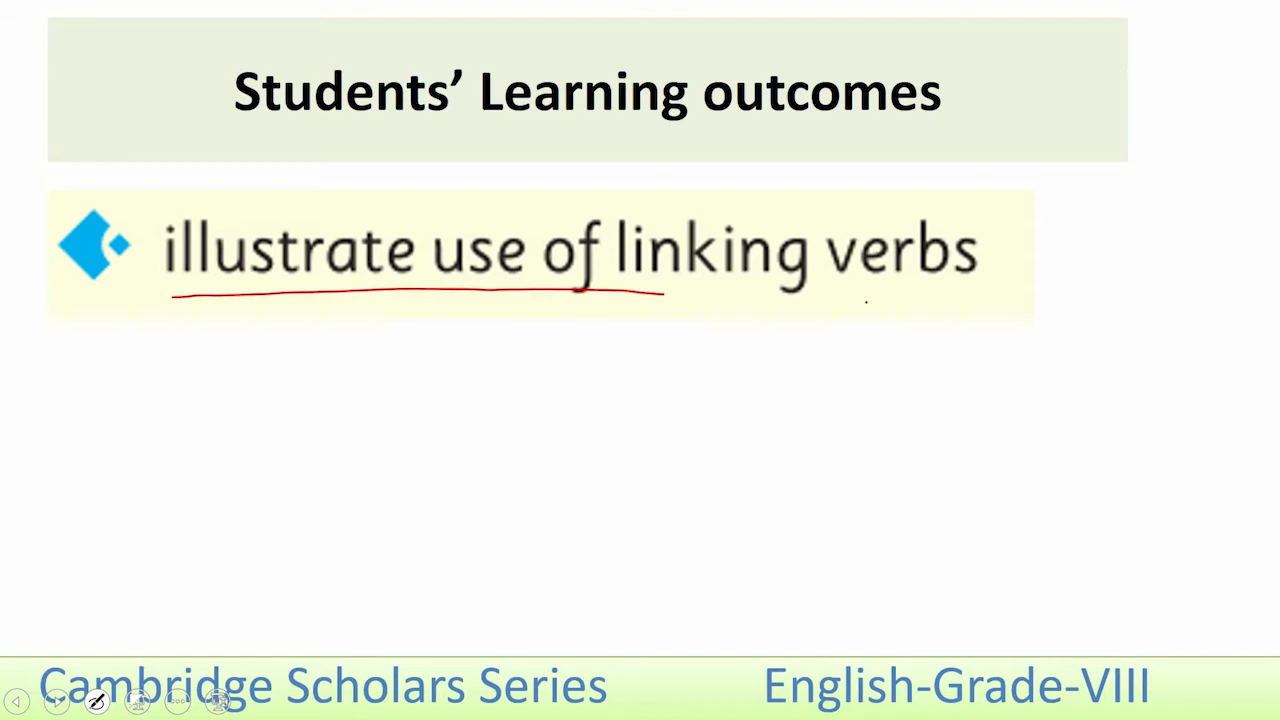 Students’ Learning outcomes
illustrate use of linking verbs
Cambridge Scholars Series English-Grade-VIII